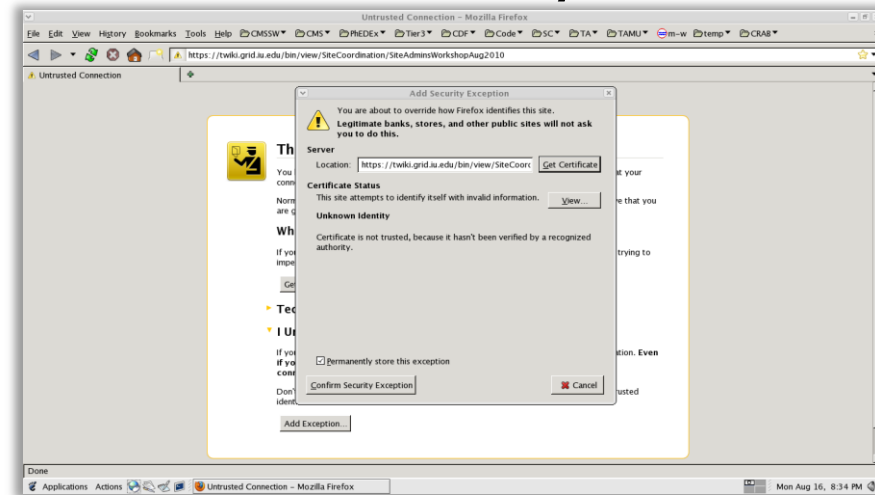 Untrusted Connection – Mozilla Firefox
File Edit View History Bookmarks Tools Help CMSSW CMS PhEDEx Tier3 CDF Code SC TA TAMU m-w temp CRAB
https://twiki.grid.iu.edu/bin/view/SiteCoordination/SiteAdminsWorkshopAug2010
Untrusted Connection
Add Security Exception
You are about to override how Firefox identifies this site.
Legitimate banks, stores, and other public sites will not ask
you to do this.
Server
Location: https://twiki.grid.iu.edu/bin/view/SiteCoord Get Certificate
Certificate Status
This site attempts to identify itself with invalid information. View...
Unknown Identity
Certificate is not trusted, because it hasn't been verified by a recognized
authority.
Permanently store this exception
Confirm Security Exception Cancel
Th
You at your
conn
Norm e that you
are g
Wh
If you trying to
impe
Ge
Tec
I Un
If you tion. Even
if yo
conn
Don' rusted
ident
Add Exception...
Done
Applications Actions Untrusted Connection – Mozilla Firefox Mon Aug 16, 8:34 PM